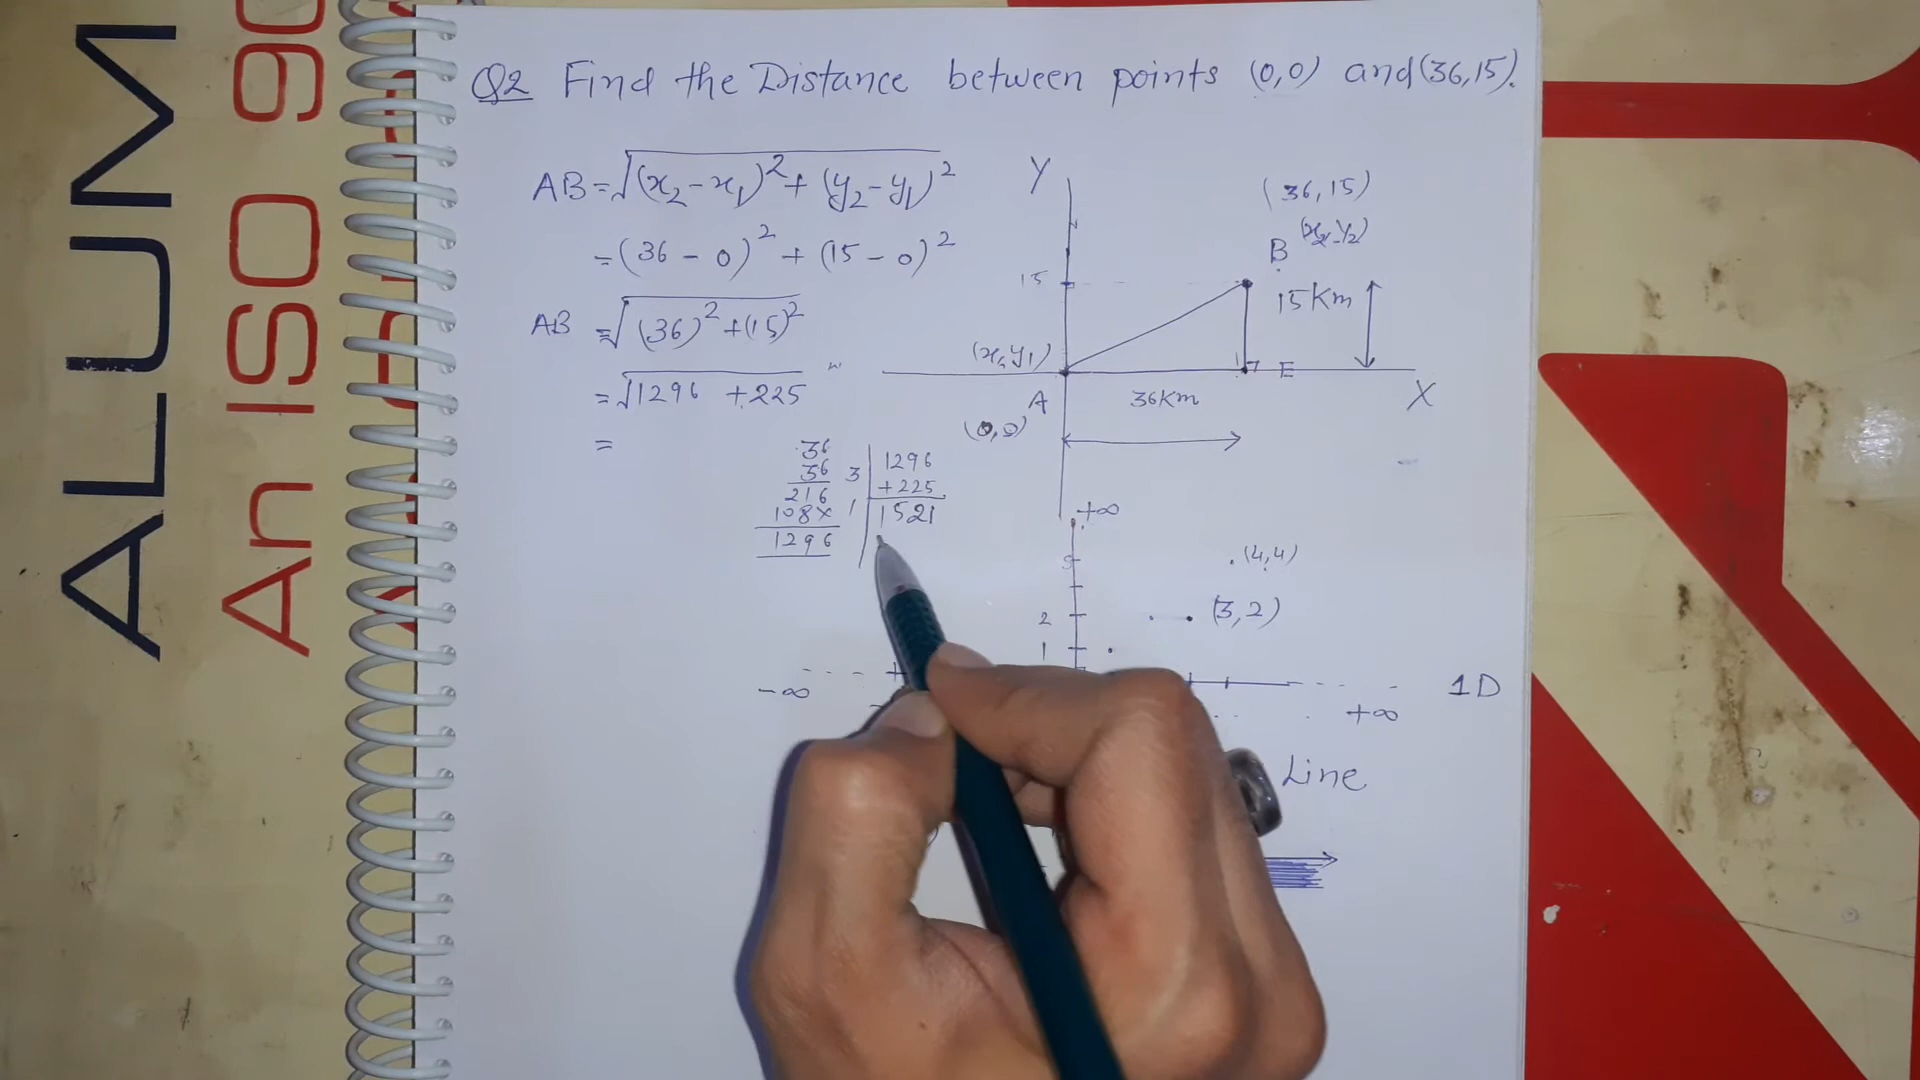 ALUM
An ISO 90
Q2 Find the Distance between points (0,0) and (36,15).
AB = √(x₂-x₁)² + (y₂-y₁)²
= (36 - 0)² + (15 - 0)²
AB = √(36)² + (15)²
= √1296 + 225
=
36
36
216
108x
1296
3
1
1296
+225
1521
Y
(36,15)
B (x₂,y₂)
15
15Km
(x₁,y₁)
E
A
36Km
X
(0,0)
+∞
5
.(4,4)
2
(3,2)
1
-∞
+∞
1D
Line